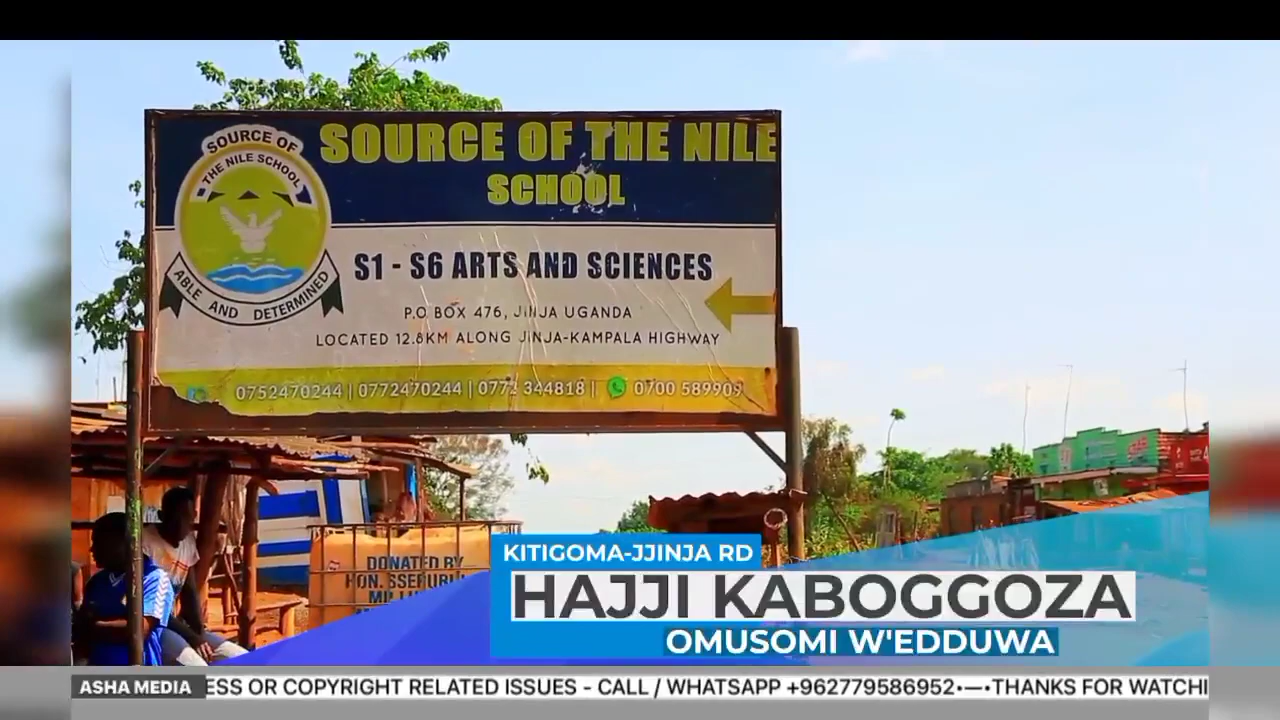 SOURCE OF
THE NILE SCHOOL
ABLE AND DETERMINED
SOURCE OF THE NILE
SCHOOL
S1 - S6 ARTS AND SCIENCES
P.O BOX 476, JINJA UGANDA
LOCATED 12.8KM ALONG JINJA-KAMPALA HIGHWAY
0752470244 | 0772470244 | 0772 344818 | 0700 589909
DONATED BY
HON.
KITIGOMA-JJINJA RD
HAJJI KABOGGOZA
OMUSOMI W'EDDUWA
ASHA MEDIA
ESS OR COPYRIGHT RELATED ISSUES - CALL / WHATSAPP +962779586952•—•THANKS FOR WATCHI